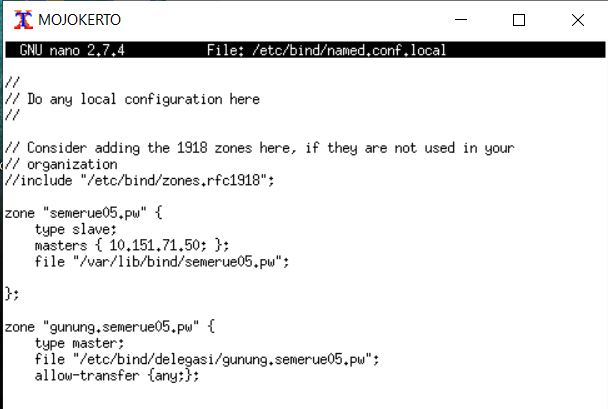 MOJOKERTO
GNU nano 2.7.4 File: /etc/bind/named.conf.local
//
// Do any local configuration here
//
// Consider adding the 1918 zones here, if they are not used in your
// organization
//include "/etc/bind/zones.rfc1918";
zone "semerue05.pw" {
type slave;
masters { 10.151.71.50; };
file "/var/lib/bind/semerue05.pw";
};
zone "gunung.semerue05.pw" {
type master;
file "/etc/bind/delegasi/gunung.semerue05.pw";
allow-transfer {any;};